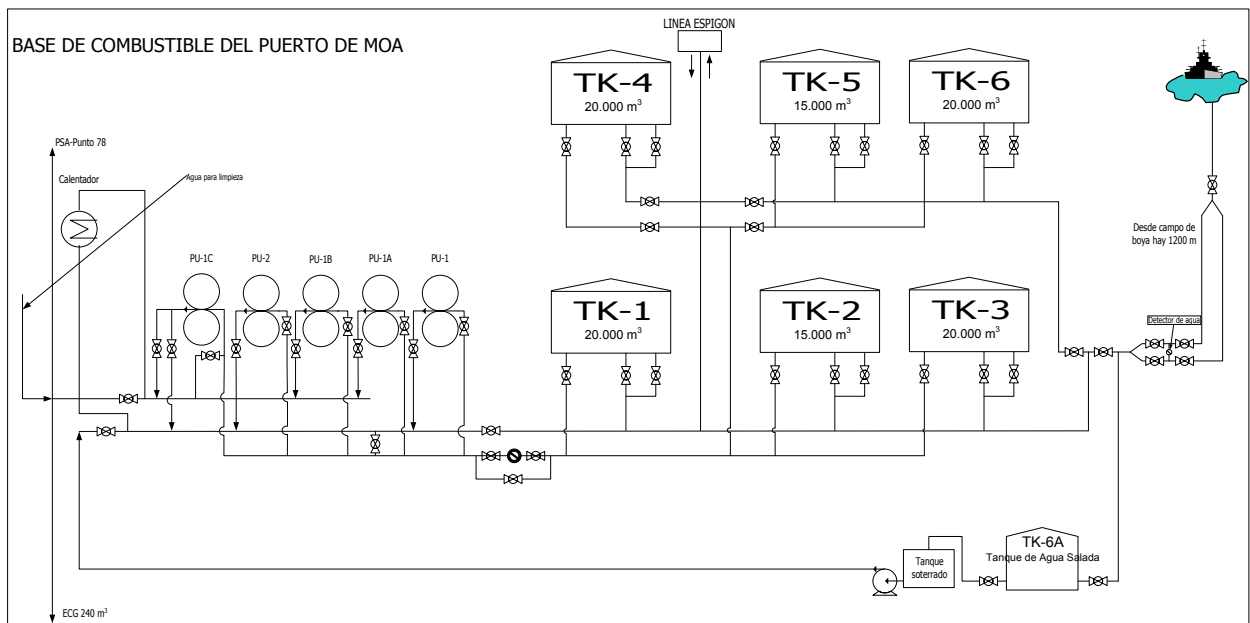 LINEA ESPIGON
BASE DE COMBUSTIBLE DEL PUERTO DE MOA
TK-4
20.000 m³
TK-5
15.000 m³
TK-6
20.000 m³
PSA-Punto 78
Calentador
Agua para limpieza
Desde campo de
boya hay 1200 m
PU-1C
PU-2
PU-1B
PU-1A
PU-1
TK-1
20.000 m³
TK-2
15.000 m³
TK-3
20.000 m³
Detector de agua
TK-6A
Tanque de Agua Salada
Tanque
soterrado
ECG 240 m³